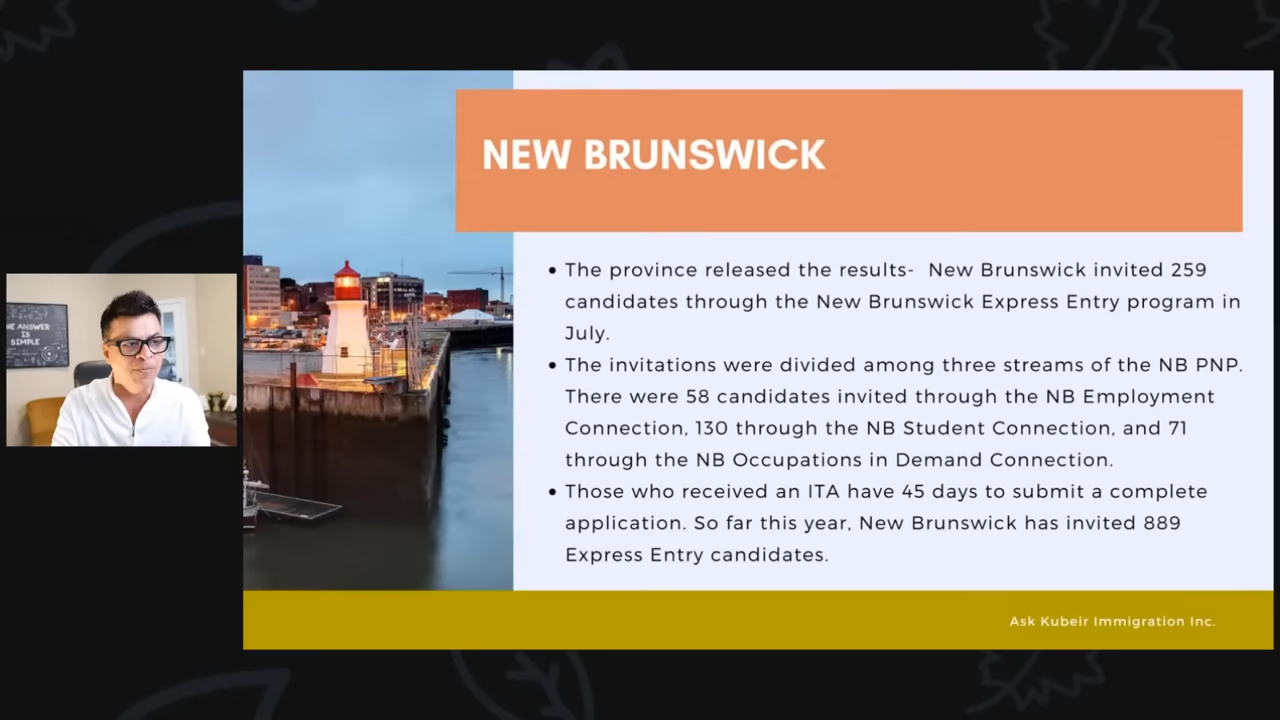 NEW BRUNSWICK
• The province released the results-  New Brunswick invited 259
candidates through the New Brunswick Express Entry program in
July.
• The invitations were divided among three streams of the NB PNP.
There were 58 candidates invited through the NB Employment
Connection, 130 through the NB Student Connection, and 71
through the NB Occupations in Demand Connection.
• Those who received an ITA have 45 days to submit a complete
application. So far this year, New Brunswick has invited 889
Express Entry candidates.
ANSWER
IS
SIMPLE
Ask Kubeir Immigration Inc.